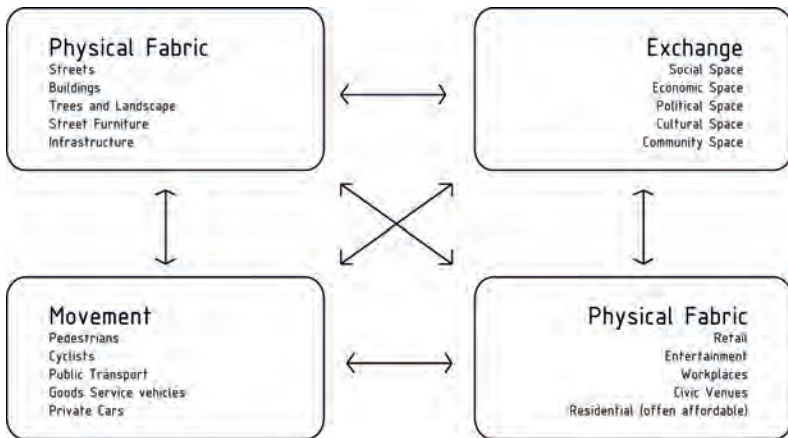 Physical Fabric
Streets
Buildings
Trees and Landscape
Street Furniture
Infrastructure
Exchange
Social Space
Economic Space
Political Space
Cultural Space
Community Space
Movement
Pedestrians
Cyclists
Public Transport
Goods Service vehicles
Private Cars
Physical Fabric
Retail
Entertainment
Workplaces
Civic Venues
Residential (offen affordable)